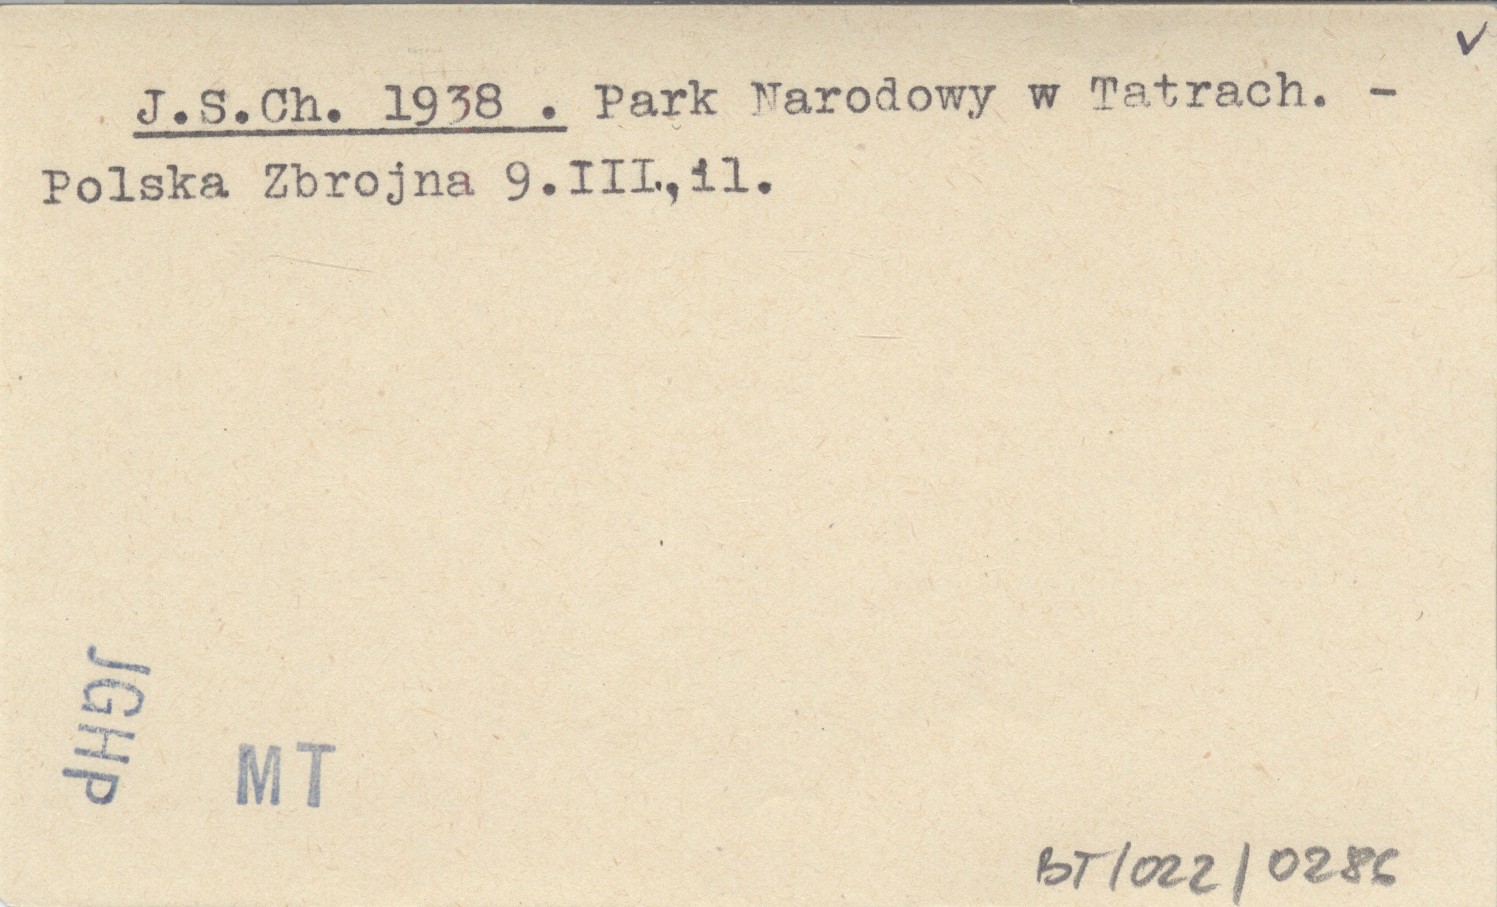 J.S.Ch. 1938 . Park Narodowy w Tatrach. -
Polska Zbrojna 9.III.,il.
JGHP
MT
BT/022/0286